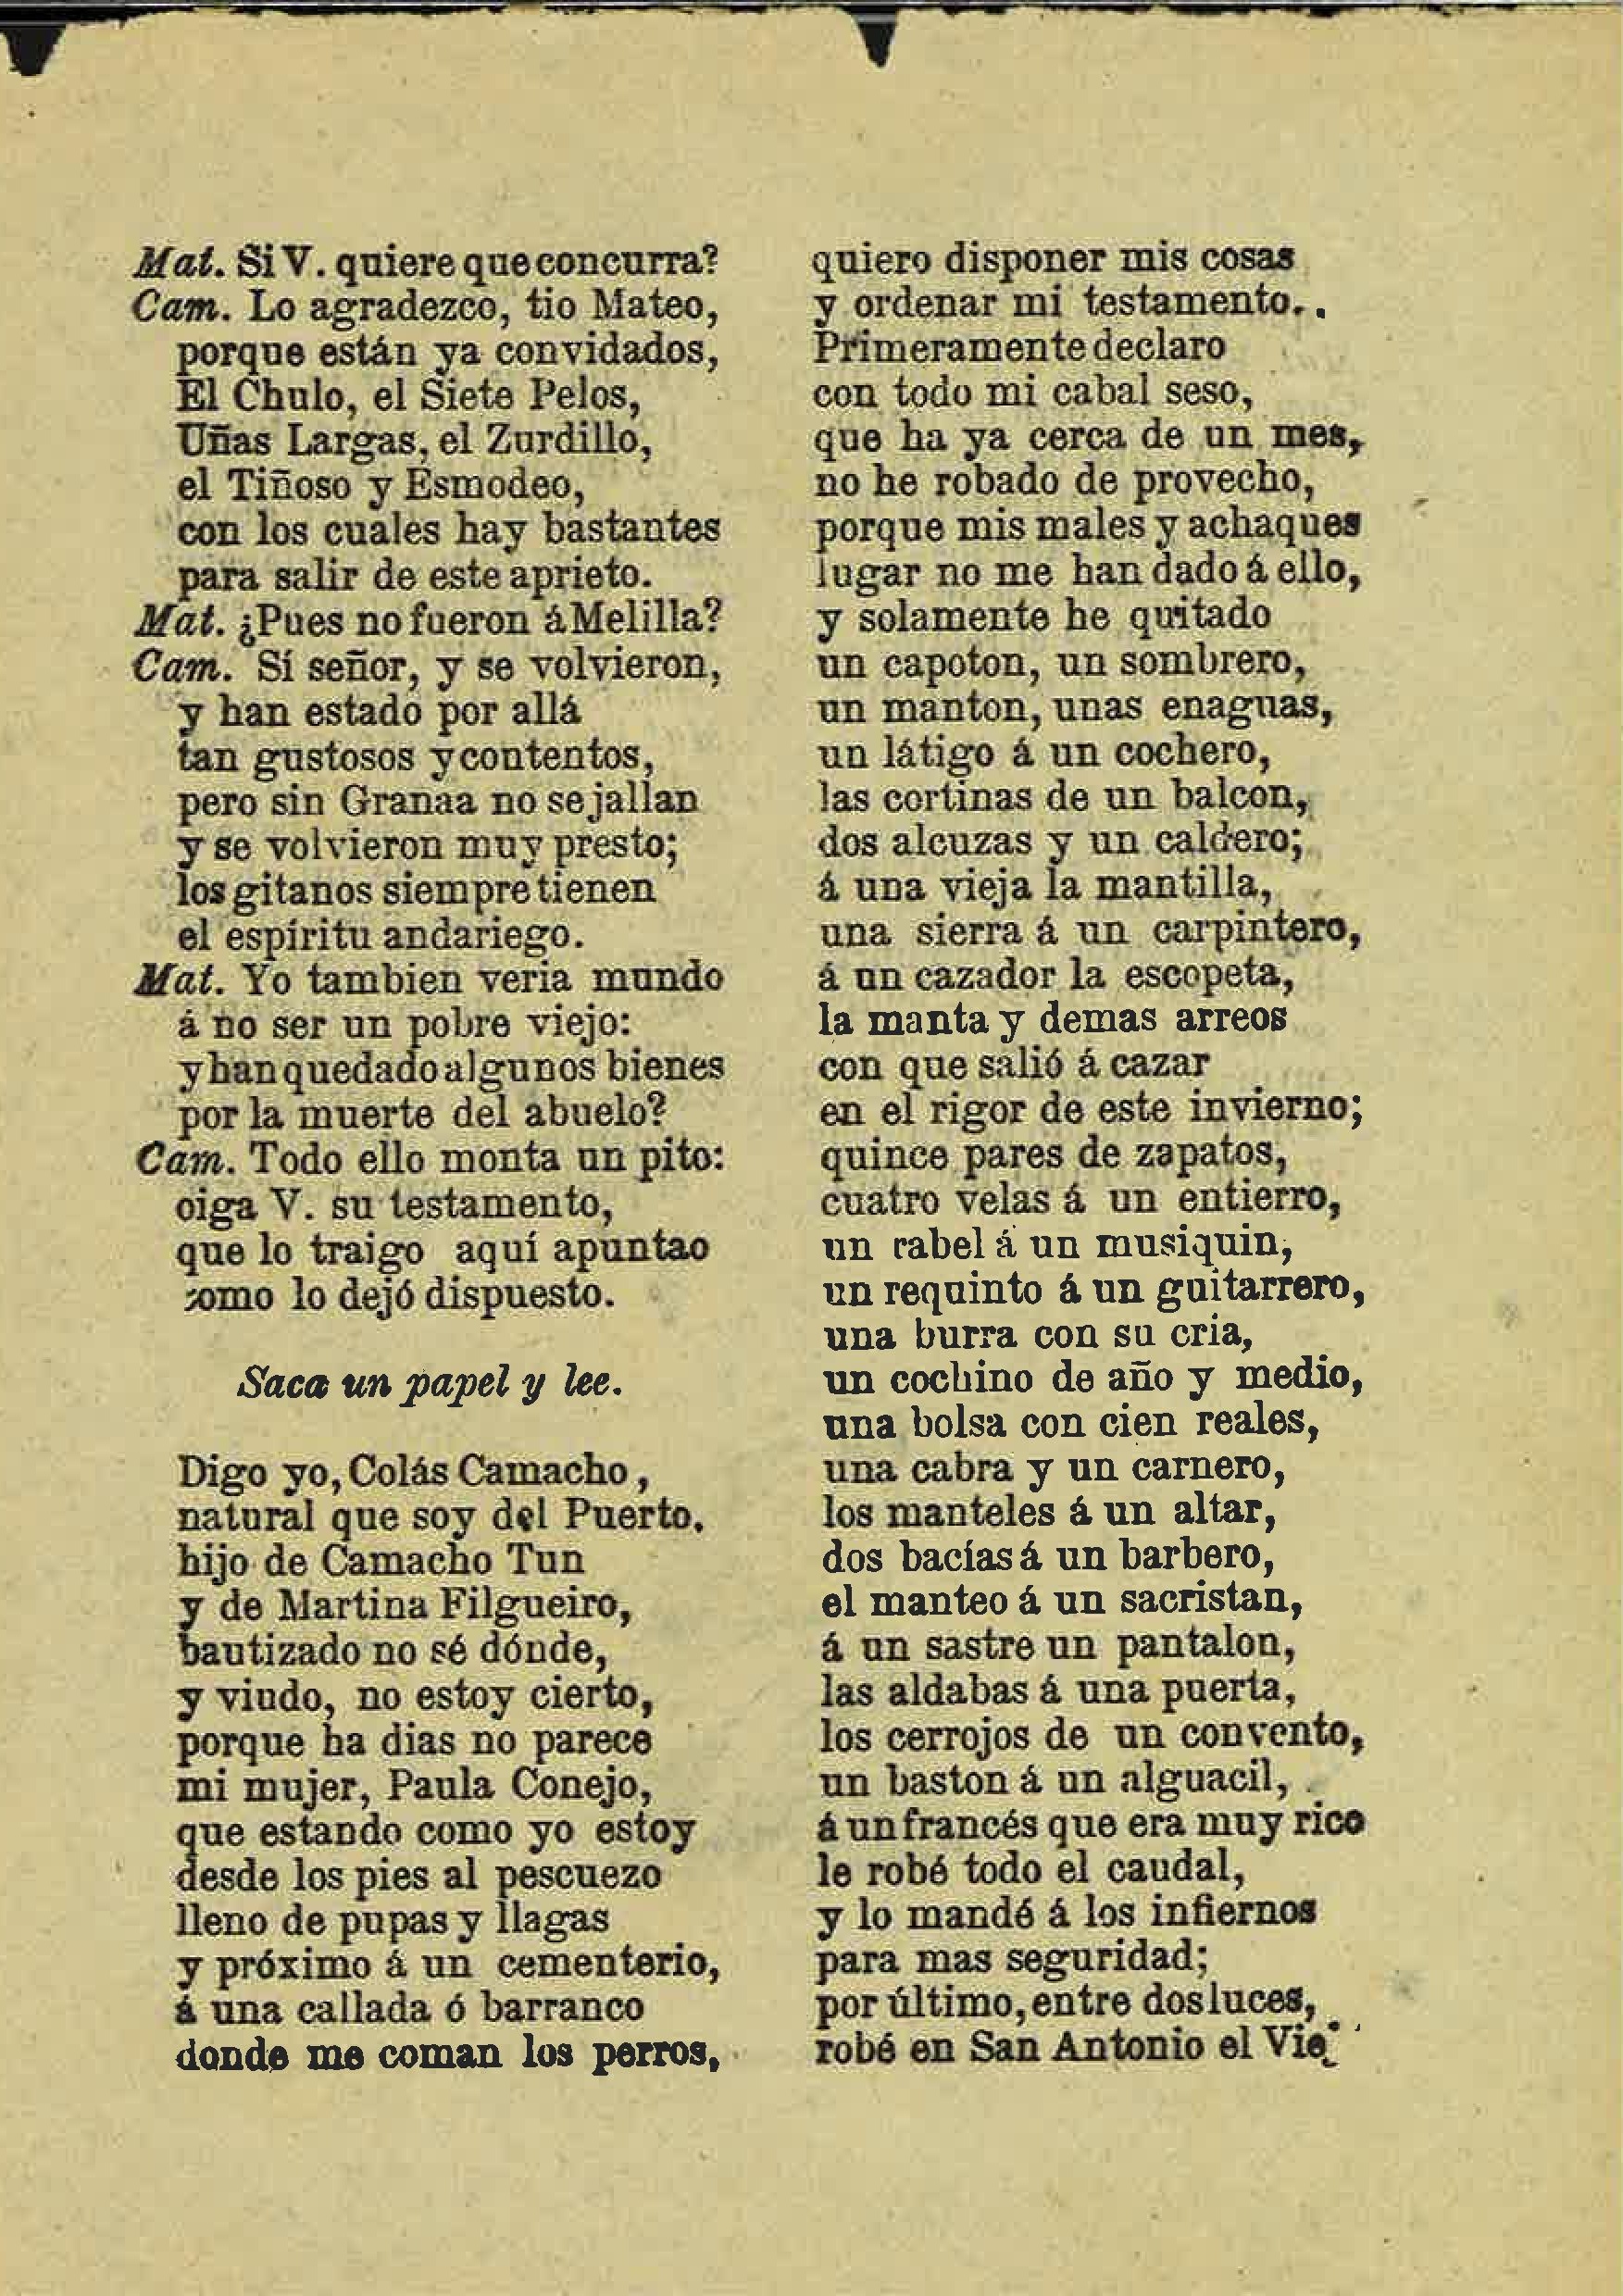 Mat. Si V. quiere que concurra?
Cam. Lo agradezco, tio Mateo,
porque están ya convidados,
El Chulo, el Siete Pelos,
Uñas Largas, el Zurdillo,
el Tiñoso y Esmodeo,
con los cuales hay bastantes
para salir de este aprieto.
Mat. ¿Pues no fueron á Melilla?
Cam. Sí señor, y se volvieron,
y han estado por allá
tan gustosos y contentos,
pero sin Granaa no se jallan
y se volvieron muy presto;
los gitanos siempre tienen
el espíritu andariego.
Mat. Yo tambien veria mundo
á no ser un pobre viejo:
y han quedado algunos bienes
por la muerte del abuelo?
Cam. Todo ello monta un pito:
oiga V. su testamento,
que lo traigo aquí apuntao
como lo dejó dispuesto.
Saca un papel y lee.
Digo yo, Colás Camacho,
natural que soy del Puerto.
hijo de Camacho Tun
y de Martina Filgueiro,
bautizado no sé dónde,
y viudo, no estoy cierto,
porque ha dias no parece
mi mujer, Paula Conejo,
que estando como yo estoy
desde los pies al pescuezo
lleno de pupas y llagas
y próximo á un cementerio,
á una callada ó barranco
donde me coman los perros,
quiero disponer mis cosas
y ordenar mi testamento..
Primeramente declaro
con todo mi cabal seso,
que ha ya cerca de un mes,
no he robado de provecho,
porque mis males y achaques
lugar no me han dado á ello,
y solamente he quitado
un capoton, un sombrero,
un manton, unas enaguas,
un látigo á un cochero,
las cortinas de un balcon,
dos alcuzas y un caldero;
á una vieja la mantilla,
una sierra á un carpintero,
á un cazador la escopeta,
la manta y demas arreos
con que salió á cazar
en el rigor de este invierno;
quince pares de zapatos,
cuatro velas á un entierro,
un rabel á un musiquin,
un requinto á un guitarrero,
una burra con su cria,
un cochino de año y medio,
una bolsa con cien reales,
una cabra y un carnero,
los manteles á un altar,
dos bacías á un barbero,
el manteo á un sacristan,
á un sastre un pantalon,
las aldabas á una puerta,
los cerrojos de un convento,
un baston á un alguacil,
á un francés que era muy rico
le robé todo el caudal,
y lo mandé á los infiernos
para mas seguridad;
por último, entre dos luces,
robé en San Antonio el Vie